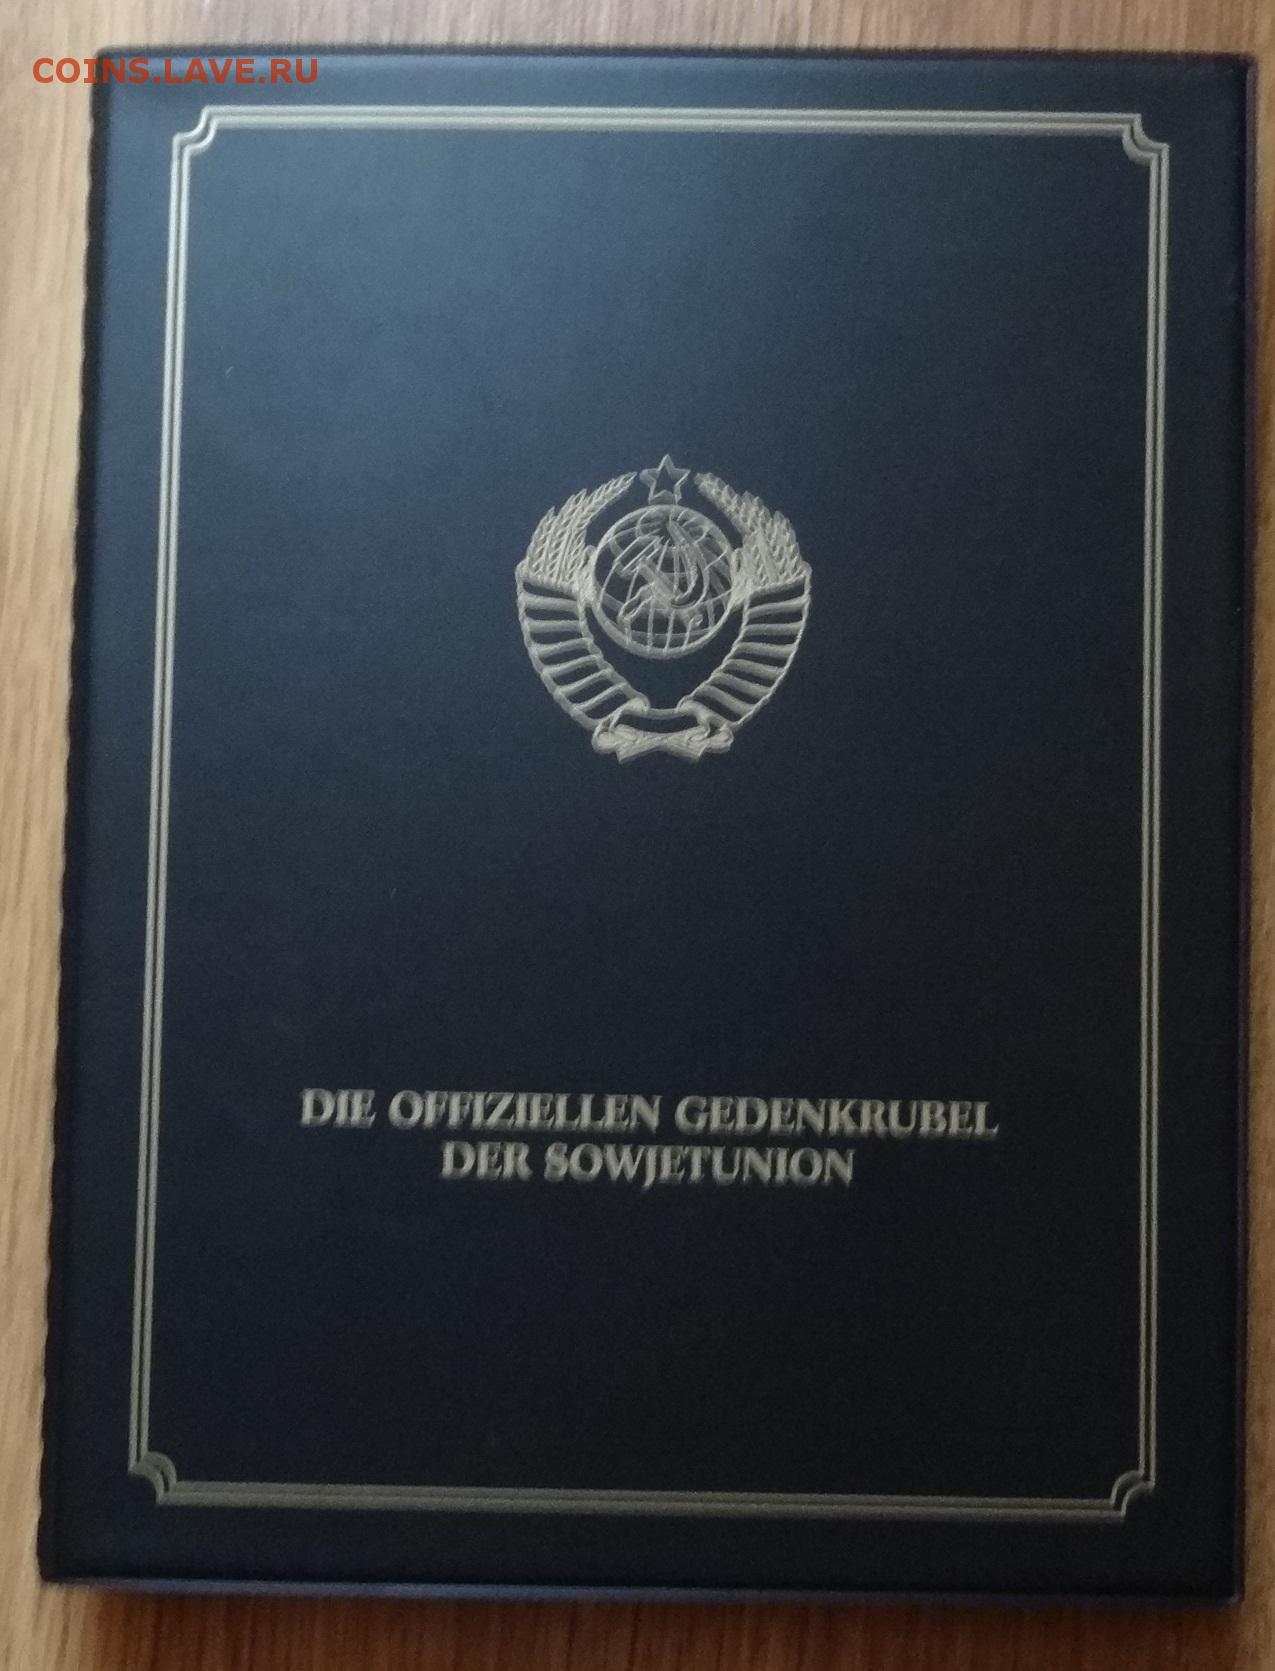 COINS.LAVE.RU
DIE OFFIZIELLEN GEDENKRUBEL
DER SOWJETUNION